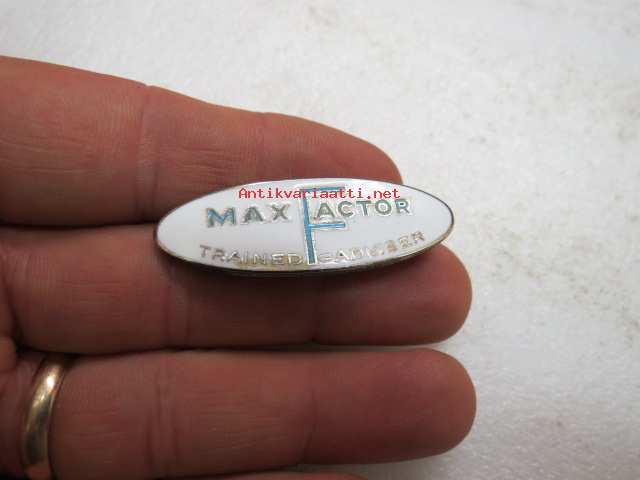 Antikvariaatti.net
MAX FACTOR
TRAINED ADVISER